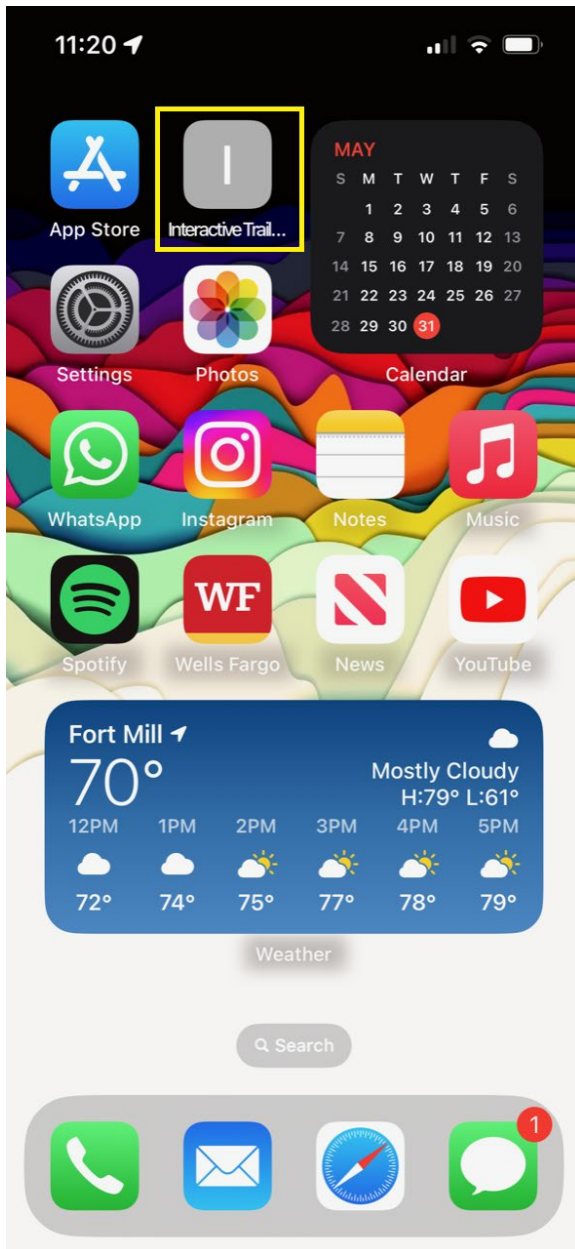 11:20
I
App Store
Interactive Trail...
MAY
S M T W T F S
1 2 3 4 5 6
7 8 9 10 11 12 13
14 15 16 17 18 19 20
21 22 23 24 25 26 27
28 29 30 31
Settings
Photos
Calendar
WhatsApp
Instagram
Notes
Music
WF
Spotify
Wells Fargo
News
YouTube
Fort Mill
70°
Mostly Cloudy
H:79° L:61°
12PM 1PM 2PM 3PM 4PM 5PM
72° 74° 75° 77° 78° 79°
Weather
Search
1